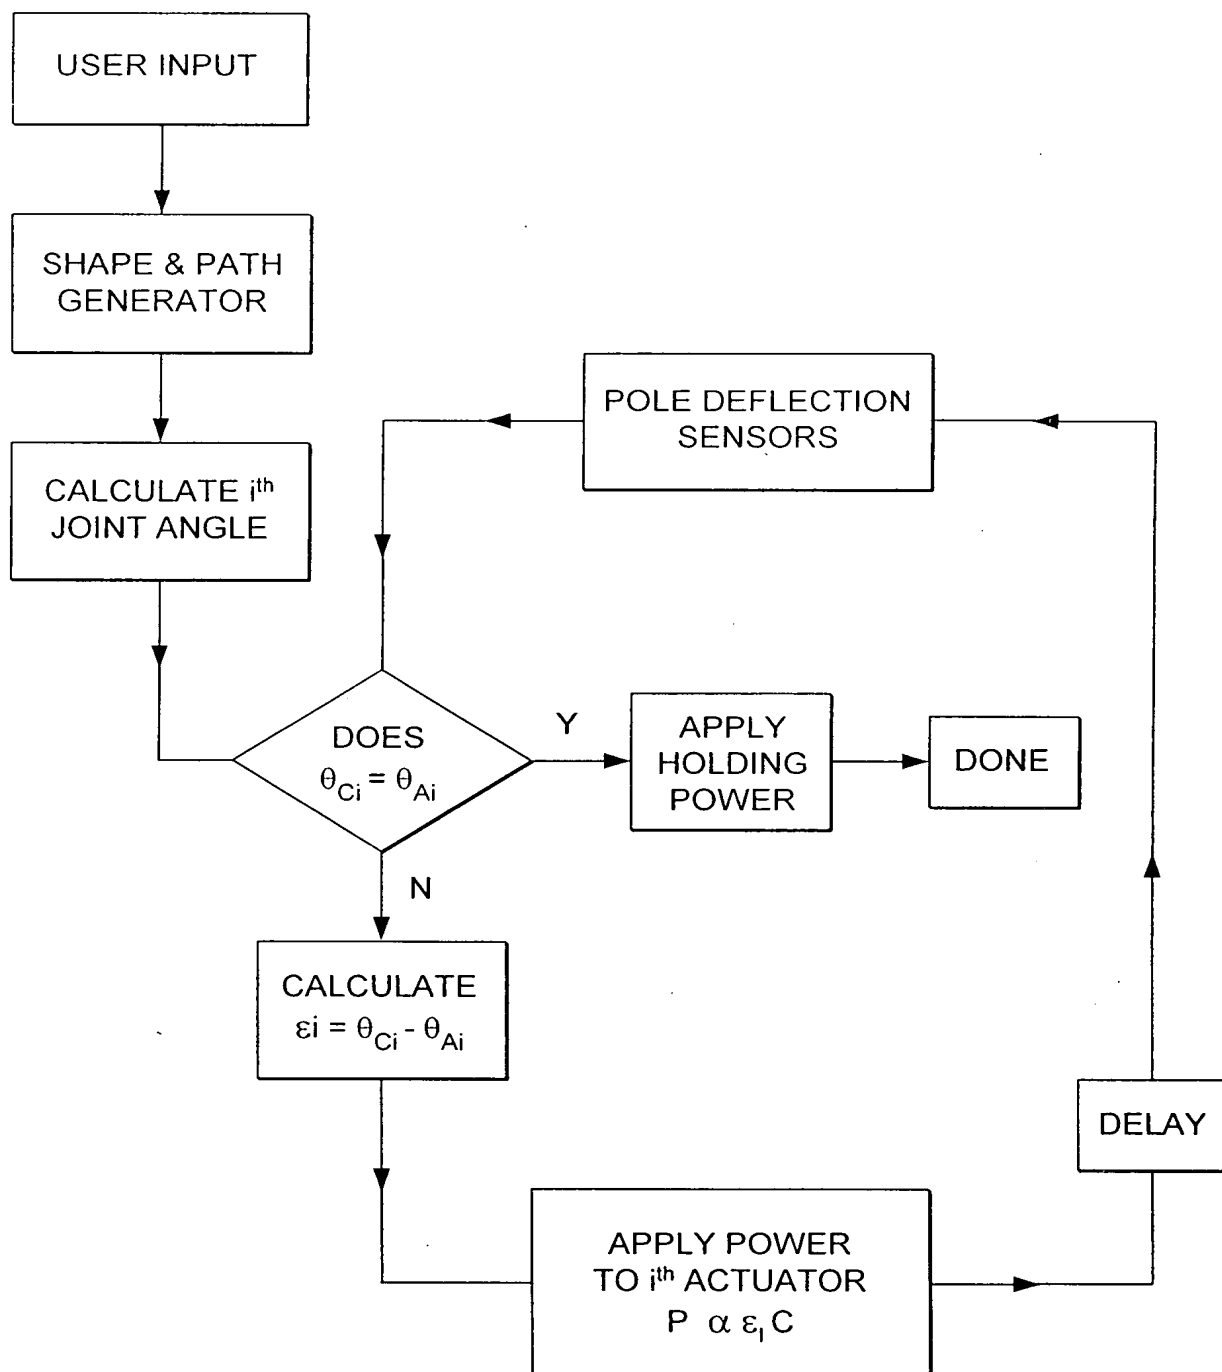 USER INPUT
SHAPE & PATH
GENERATOR
CALCULATE iᵗʰ
JOINT ANGLE
POLE DEFLECTION
SENSORS
DOES
θCi = θAi
Y
APPLY
HOLDING
POWER
DONE
N
CALCULATE
εi = θCi - θAi
DELAY
APPLY POWER
TO iᵗʰ ACTUATOR
P α εI C